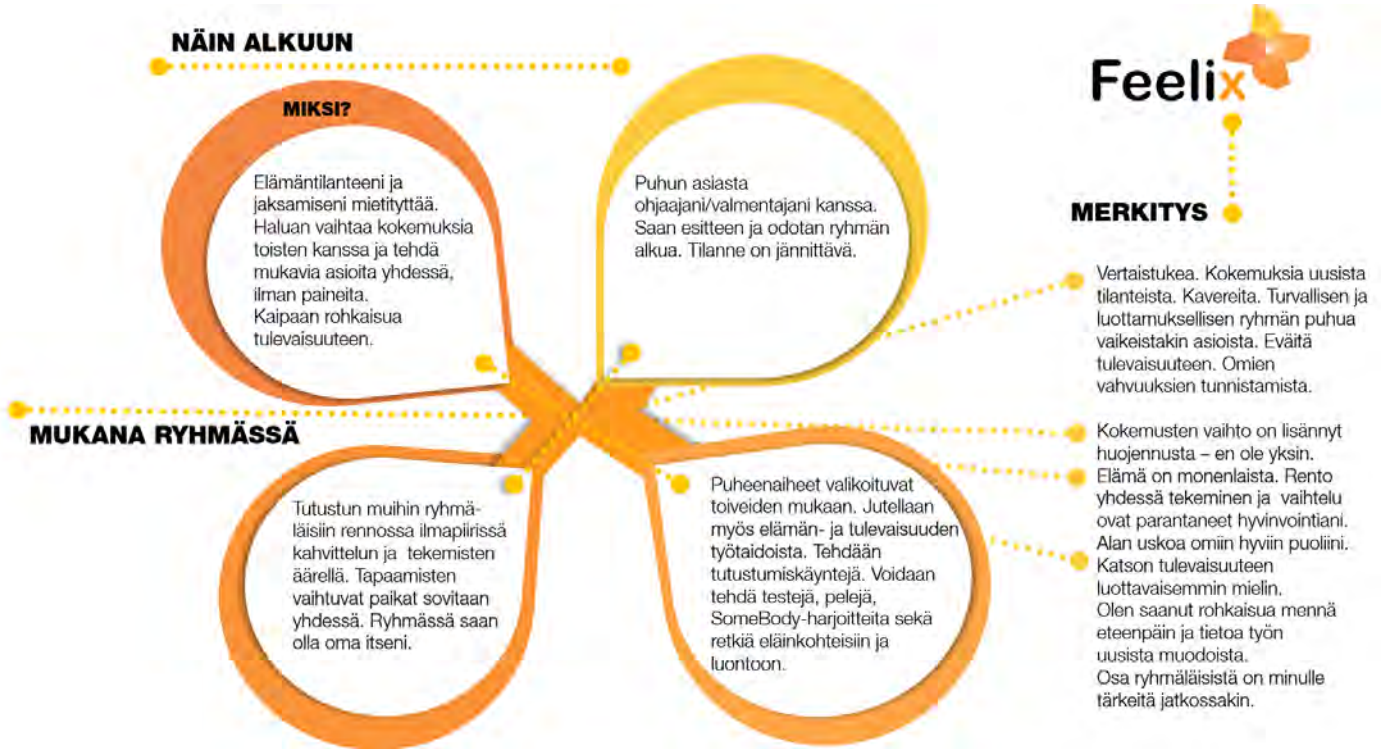 NÄIN ALKUUN
MIKSI?
Elämäntilanteeni ja
jaksamiseni mietityttää.
Haluan vaihtaa kokemuksia
toisten kanssa ja tehdä
mukavia asioita yhdessä,
ilman paineita.
Kaipaan rohkaisua
tulevaisuuteen.
Puhun asiasta
ohjaajani/valmentajani kanssa.
Saan esitteen ja odotan ryhmän
alkua. Tilanne on jännittävä.
MUKANA RYHMÄSSÄ
Tutustun muihin ryhmä-
läisiin rennossa ilmapiirissä
kahvittelun ja tekemisten
äärellä. Tapaamisten
vaihtuvat paikat sovitaan
yhdessä. Ryhmässä saan
olla oma itseni.
Puheenaiheet valikoituvat
toiveiden mukaan. Jutellaan
myös elämän- ja tulevaisuuden
työtaidoista. Tehdään
tutustumiskäyntejä. Voidaan
tehdä testejä, pelejä,
SomeBody-harjoitteita sekä
retkiä eläinkohteisiin ja
luontoon.
Feelix
MERKITYS
Vertaistukea. Kokemuksia uusista
tilanteista. Kavereita. Turvallisen ja
luottamuksellisen ryhmän puhua
vaikeistakin asioista. Eväitä
tulevaisuuteen. Omien
vahvuuksien tunnistamista.
Kokemusten vaihto on lisännyt
huojennusta – en ole yksin.
Elämä on monenlaista. Rento
yhdessä tekeminen ja vaihtelu
ovat parantaneet hyvinvointiani.
Alan uskoa omiin hyviin puoliini.
Katson tulevaisuuteen
luottavaisemmin mielin.
Olen saanut rohkaisua mennä
eteenpäin ja tietoa työn
uusista muodoista.
Osa ryhmäläisistä on minulle
tärkeitä jatkossakin.